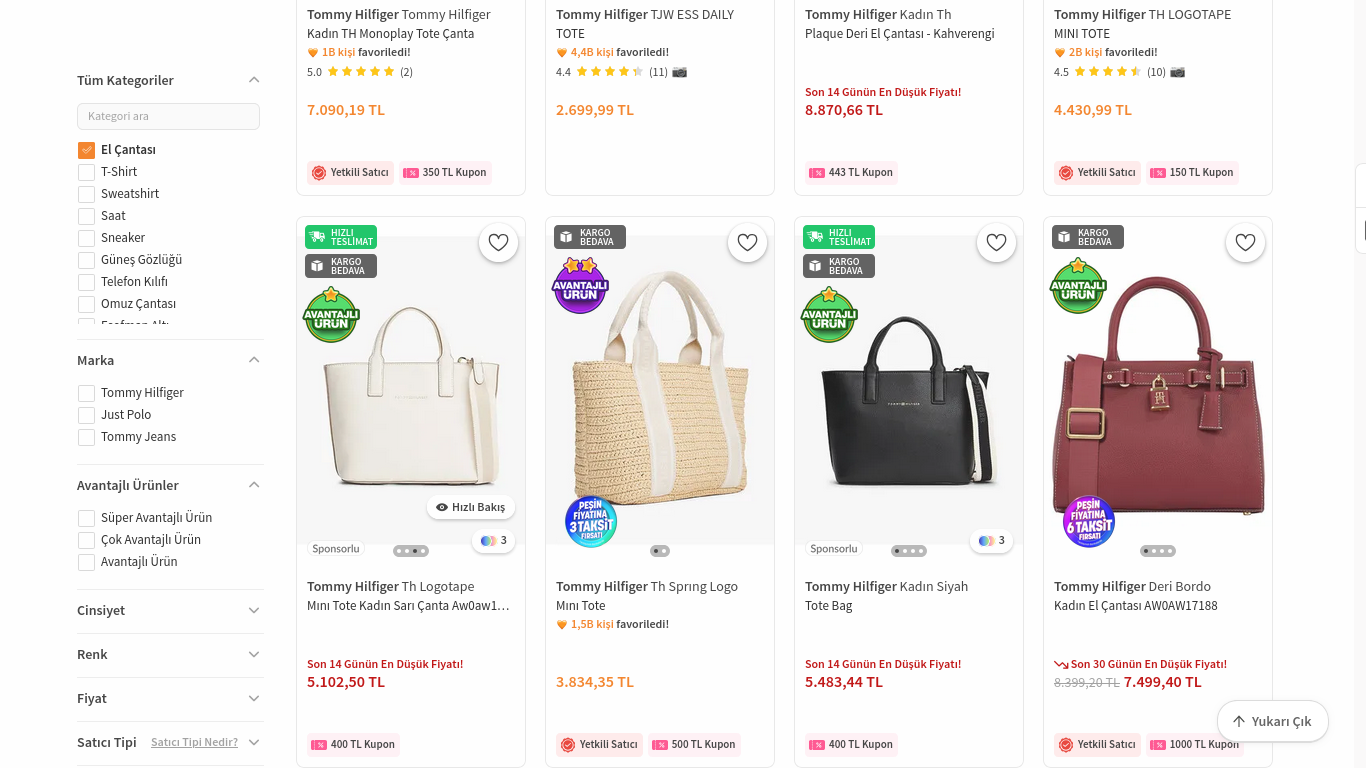 Tüm Kategoriler
Kategori ara
El Çantası
T-Shirt
Sweatshirt
Saat
Sneaker
Güneş Gözlüğü
Telefon Kılıfı
Omuz Çantası
Marka
Tommy Hilfiger
Just Polo
Tommy Jeans
Avantajlı Ürünler
Süper Avantajlı Ürün
Çok Avantajlı Ürün
Avantajlı Ürün
Cinsiyet
Renk
Fiyat
Satıcı Tipi Satıcı Tipi Nedir?
Tommy Hilfiger Tommy Hilfiger
Kadın TH Monoplay Tote Çanta
1B kişi favoriledi!
5.0 (2)
7.090,19 TL
Yetkili Satıcı 350 TL Kupon
Tommy Hilfiger TJW ESS DAILY
TOTE
4,4B kişi favoriledi!
4.4 (11)
2.699,99 TL
Tommy Hilfiger Kadın Th
Plaque Deri El Çantası - Kahverengi
Son 14 Günün En Düşük Fiyatı!
8.870,66 TL
443 TL Kupon
Tommy Hilfiger TH LOGOTAPE
MINI TOTE
2B kişi favoriledi!
4.5 (10)
4.430,99 TL
Yetkili Satıcı 150 TL Kupon
HIZLI
TESLİMAT
KARGO
BEDAVA
AVANTAJLI
ÜRÜN
Hızlı Bakış
Sponsorlu
3
Tommy Hilfiger Th Logotape
Mını Tote Kadın Sarı Çanta Aw0aw1…
Son 14 Günün En Düşük Fiyatı!
5.102,50 TL
400 TL Kupon
KARGO
BEDAVA
AVANTAJLI
ÜRÜN
PEŞİN
FİYATINA
3 TAKSİT
FIRSATI
Tommy Hilfiger Th Sprıng Logo
Mını Tote
1,5B kişi favoriledi!
3.834,35 TL
Yetkili Satıcı 500 TL Kupon
HIZLI
TESLİMAT
KARGO
BEDAVA
AVANTAJLI
ÜRÜN
Sponsorlu
3
Tommy Hilfiger Kadın Siyah
Tote Bag
Son 14 Günün En Düşük Fiyatı!
5.483,44 TL
400 TL Kupon
KARGO
BEDAVA
AVANTAJLI
ÜRÜN
PEŞİN
FİYATINA
6 TAKSİT
FIRSATI
Tommy Hilfiger Deri Bordo
Kadın El Çantası AW0AW17188
Son 30 Günün En Düşük Fiyatı!
8.399,20 TL 7.499,40 TL
Yetkili Satıcı 1000 TL Kupon
Yukarı Çık